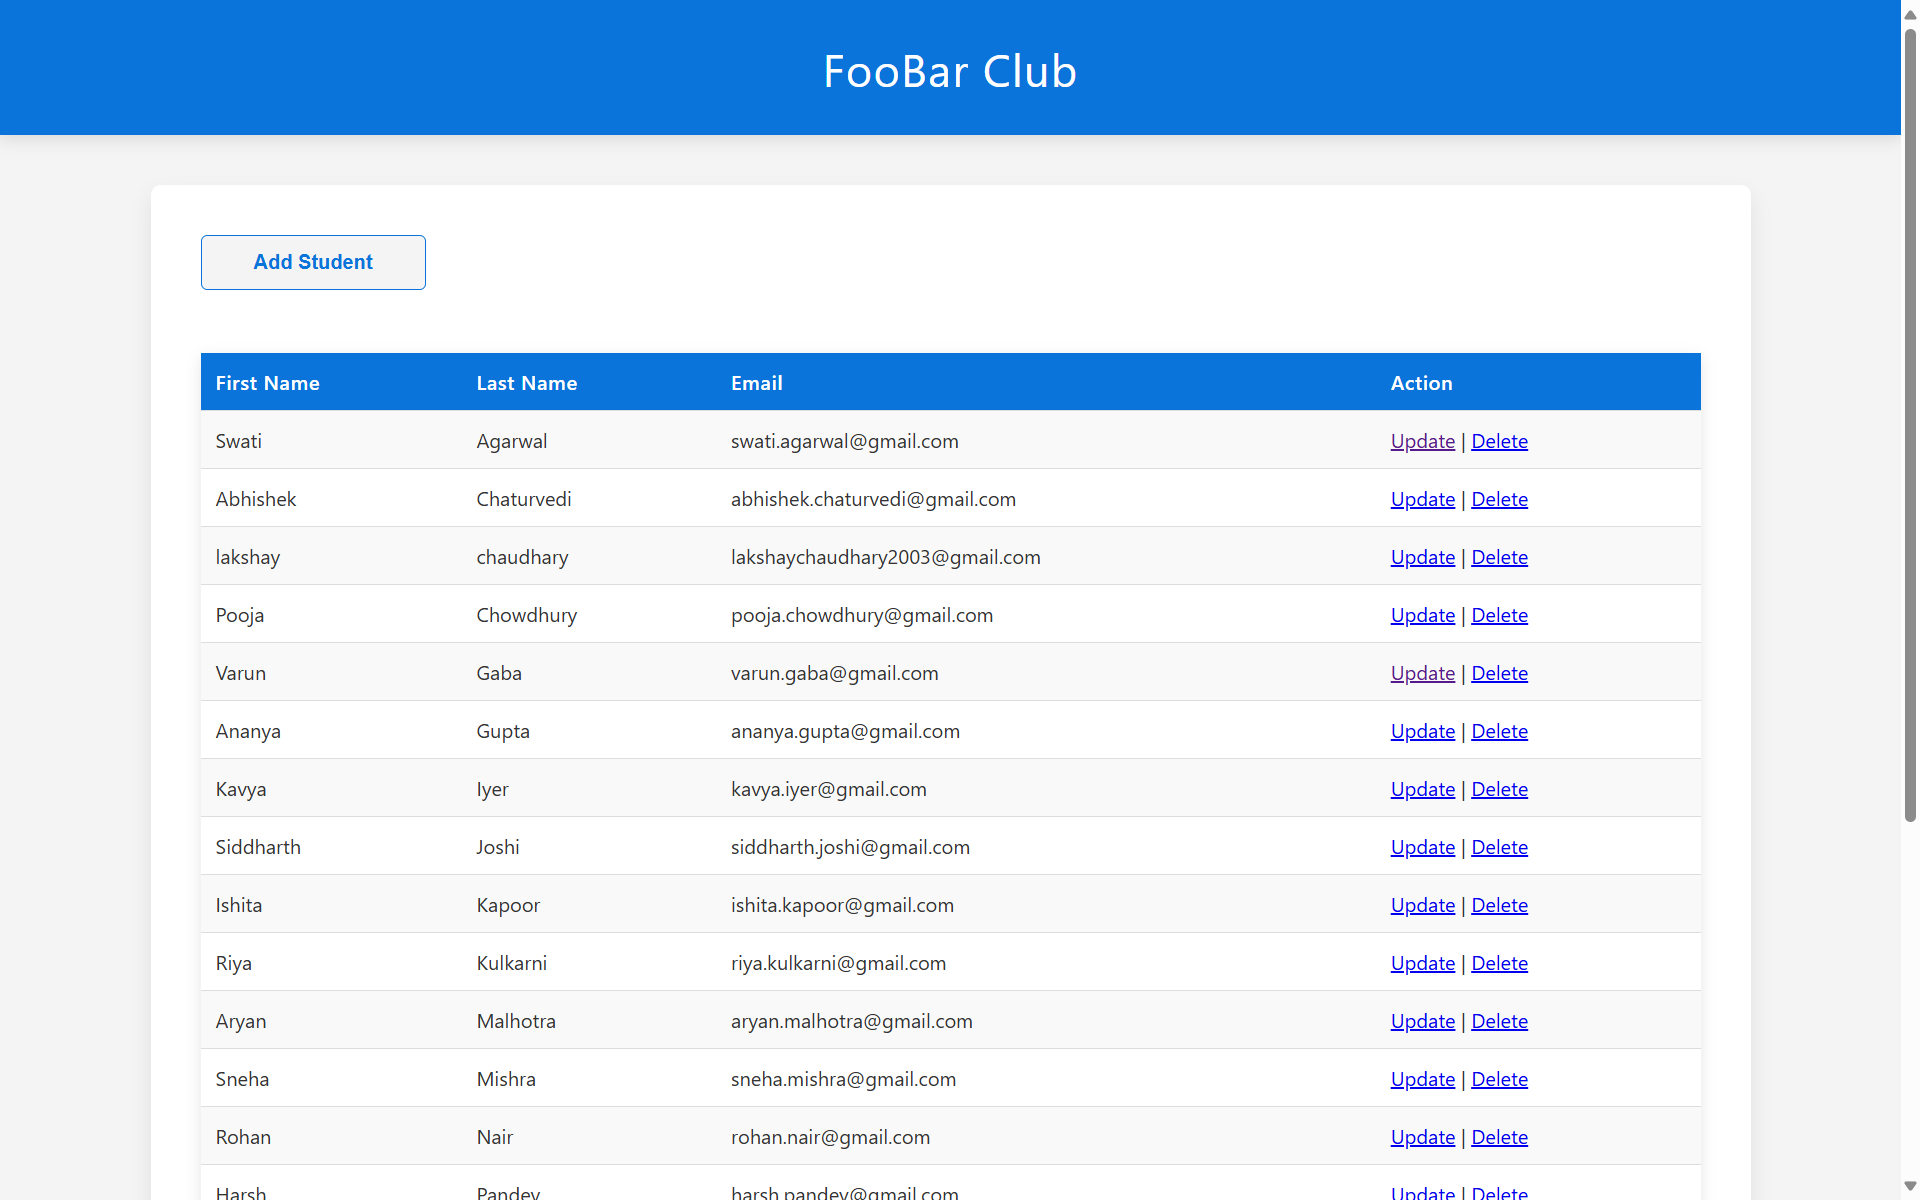 FooBar Club
Add Student
First Name Last Name Email Action
Swati Agarwal swati.agarwal@gmail.com Update | Delete
Abhishek Chaturvedi abhishek.chaturvedi@gmail.com Update | Delete
lakshay chaudhary lakshaychaudhary2003@gmail.com Update | Delete
Pooja Chowdhury pooja.chowdhury@gmail.com Update | Delete
Varun Gaba varun.gaba@gmail.com Update | Delete
Ananya Gupta ananya.gupta@gmail.com Update | Delete
Kavya Iyer kavya.iyer@gmail.com Update | Delete
Siddharth Joshi siddharth.joshi@gmail.com Update | Delete
Ishita Kapoor ishita.kapoor@gmail.com Update | Delete
Riya Kulkarni riya.kulkarni@gmail.com Update | Delete
Aryan Malhotra aryan.malhotra@gmail.com Update | Delete
Sneha Mishra sneha.mishra@gmail.com Update | Delete
Rohan Nair rohan.nair@gmail.com Update | Delete
Harsh Pandey harsh.pandey@gmail.com Update | Delete